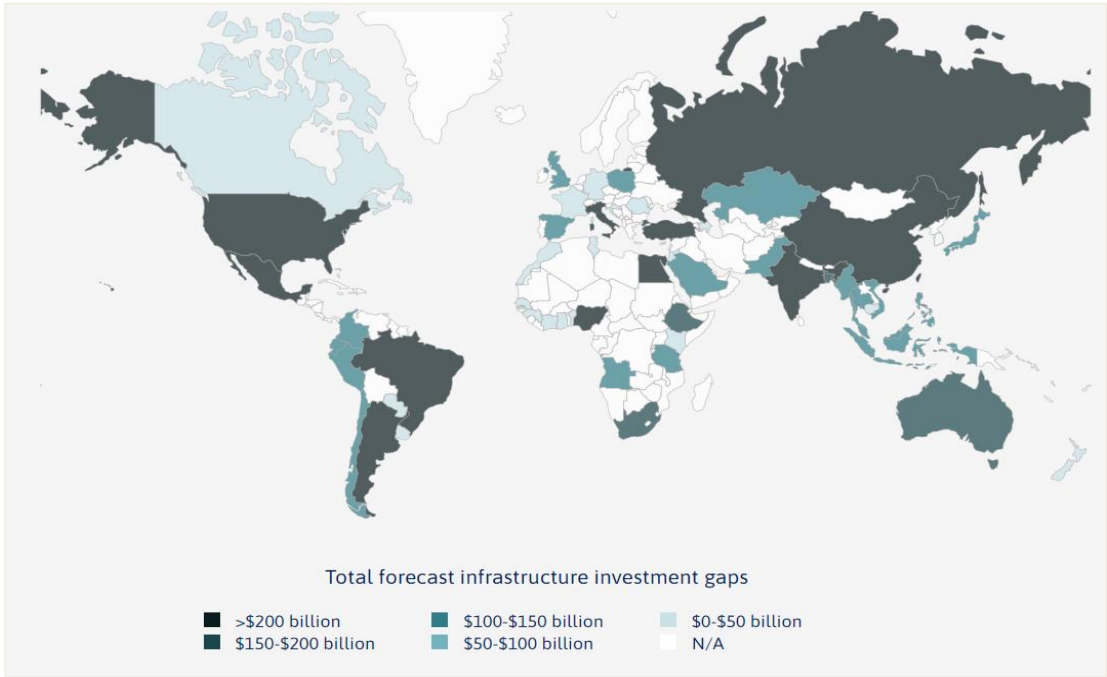 Total forecast infrastructure investment gaps
>$200 billion
$150-$200 billion
$100-$150 billion
$50-$100 billion
$0-$50 billion
N/A